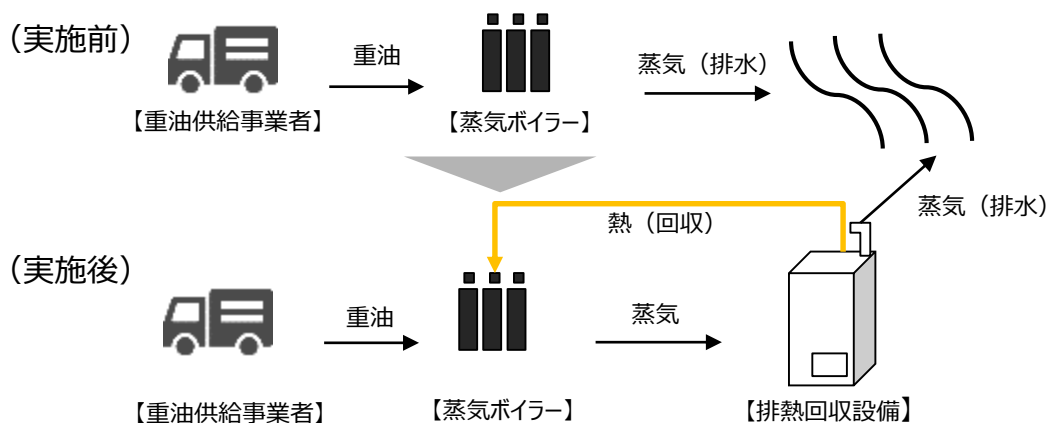 （実施前）
重油
蒸気（排水）
【重油供給事業者】
【蒸気ボイラー】
蒸気（排水）
熱（回収）
（実施後）
重油
蒸気
【重油供給事業者】
【蒸気ボイラー】
【排熱回収設備】